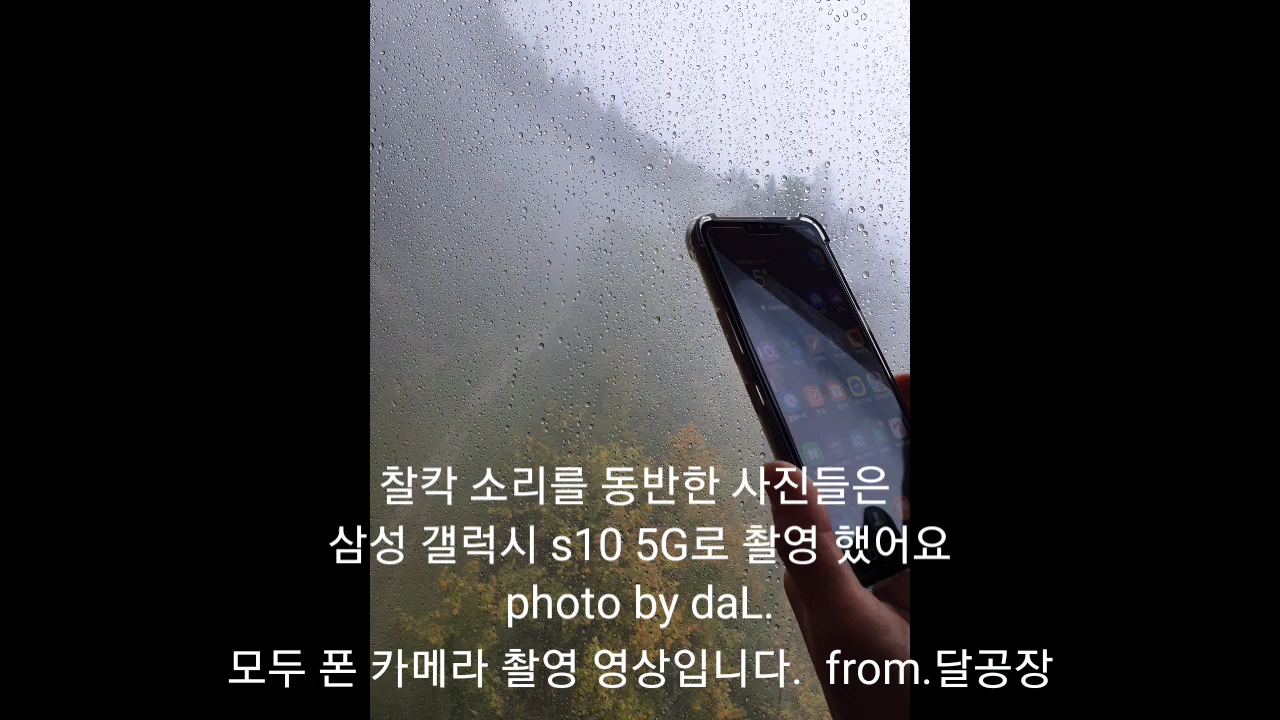 5°
찰칵 소리를 동반한 사진들은
삼성 갤럭시 s10 5G로 촬영 했어요
photo by daL.
모두 폰 카메라 촬영 영상입니다. from.달공장